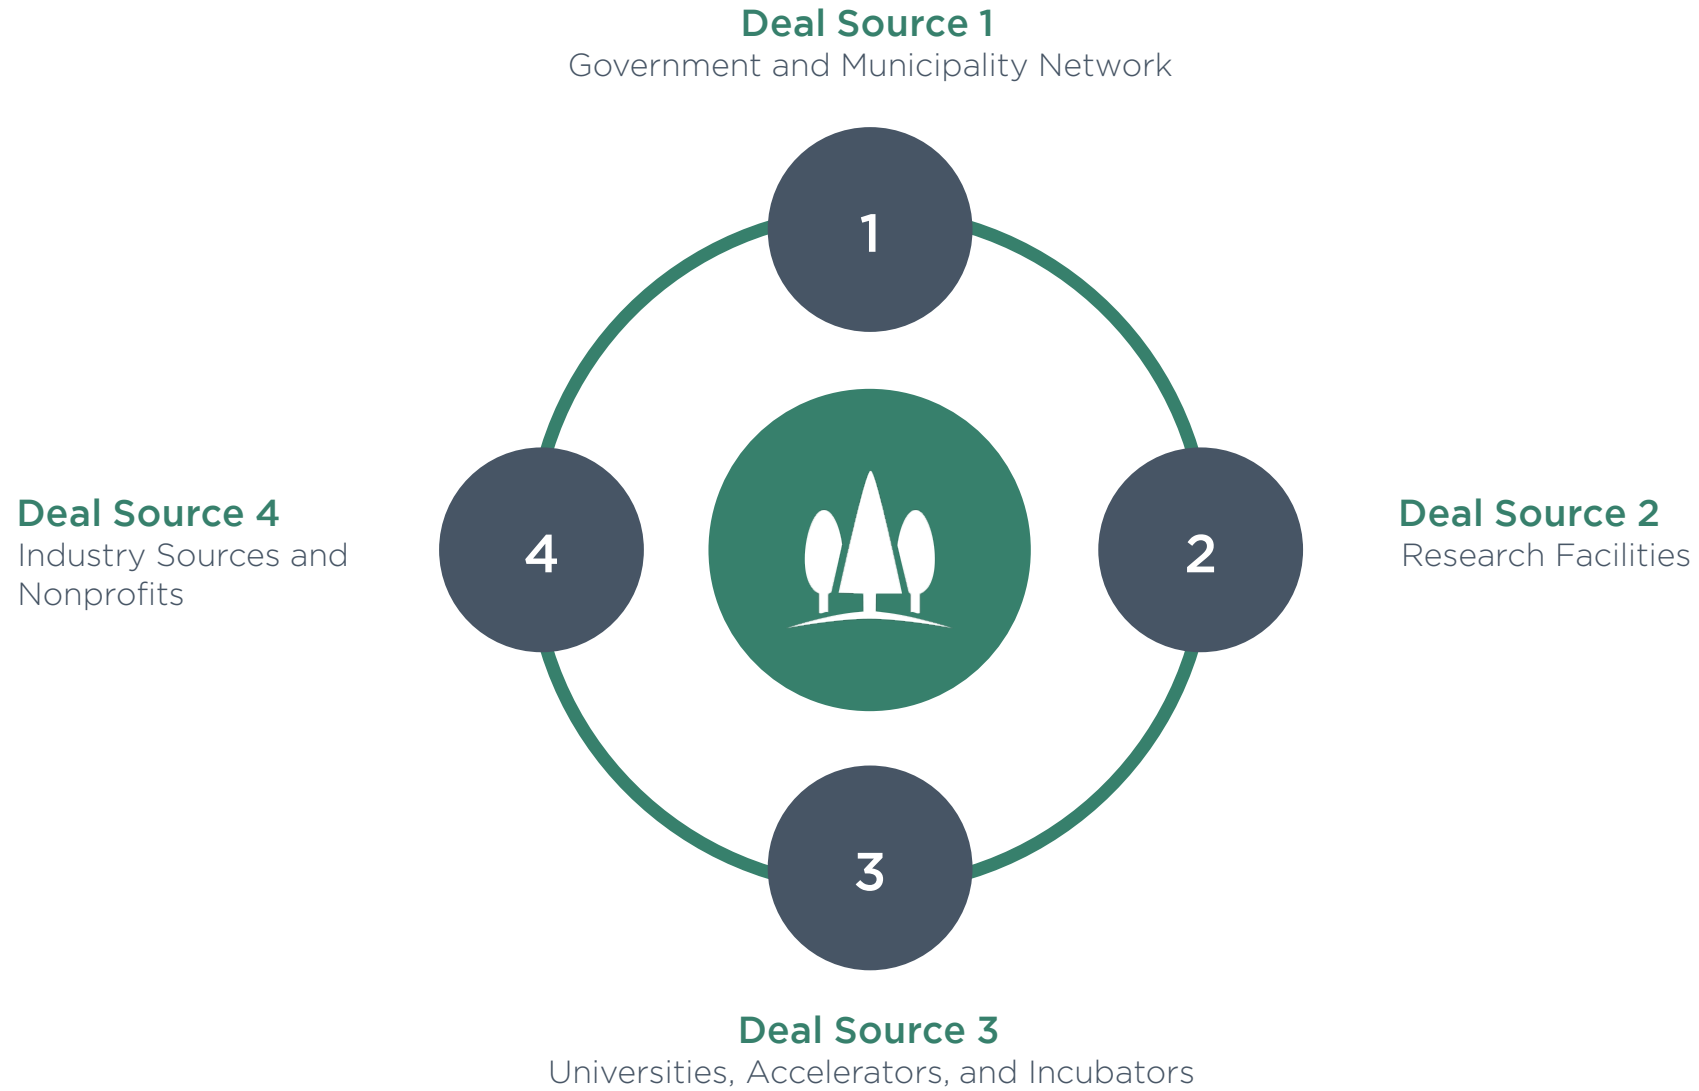 Deal Source 1
Government and Municipality Network
1
Deal Source 4
Industry Sources and
Nonprofits
4
2
Deal Source 2
Research Facilities
3
Deal Source 3
Universities, Accelerators, and Incubators